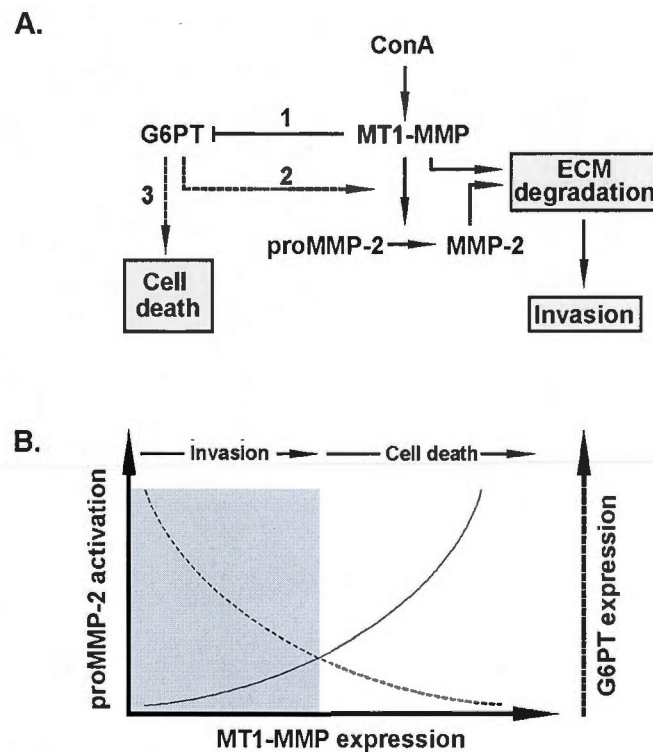 A.
ConA
G6PT 1 MT1-MMP
3 2
ECM
degradation
proMMP-2 MMP-2
Cell
death
Invasion
B.
Invasion Cell death
proMMP-2 activation
G6PT expression
MT1-MMP expression